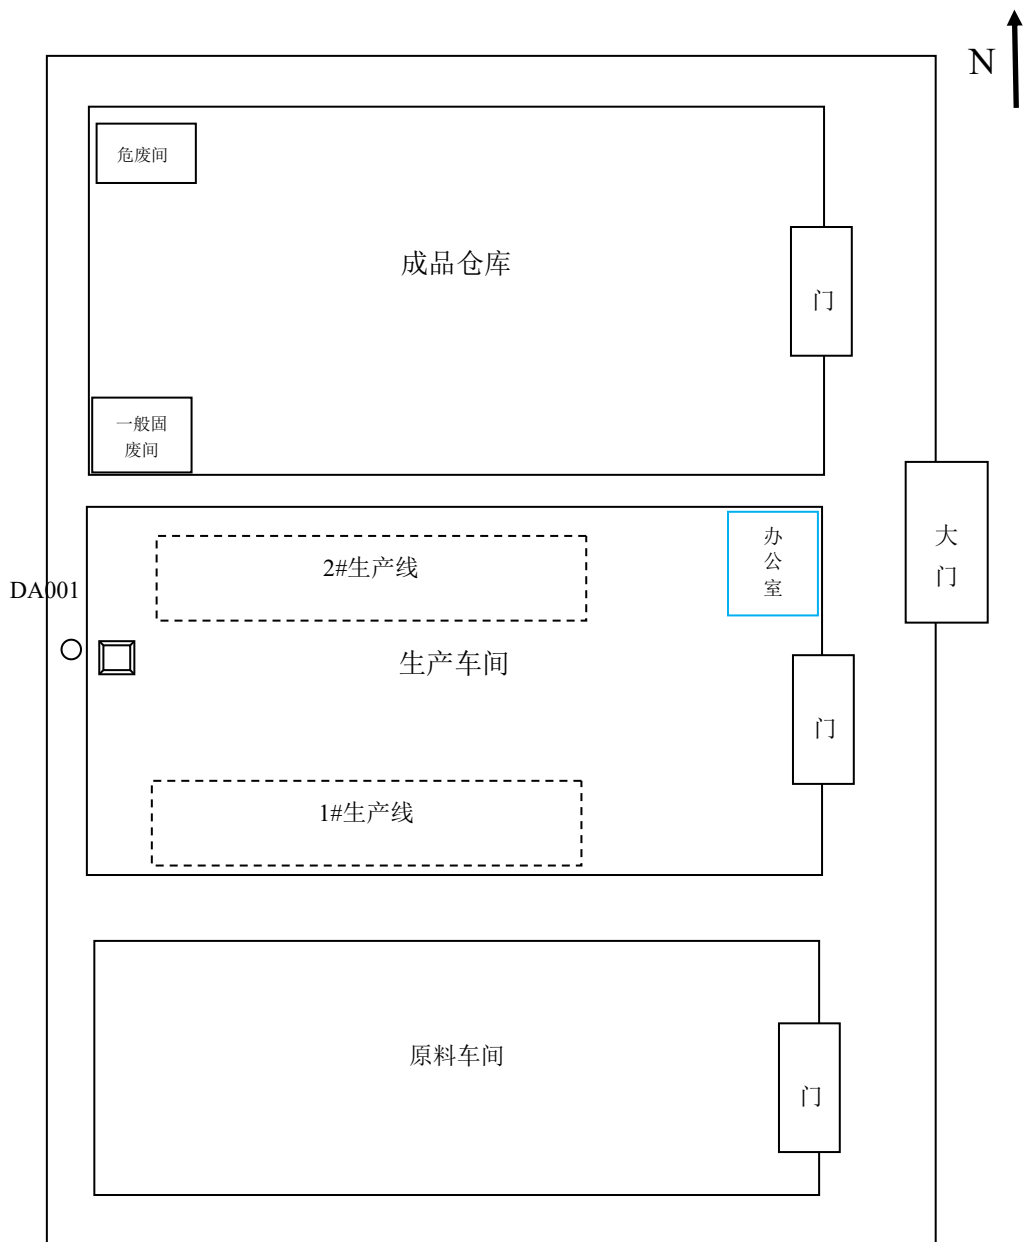 N
危废间
成品仓库
门
一般固
废间
大
门
办
公
室
2#生产线
DA001
生产车间
门
1#生产线
原料车间
门